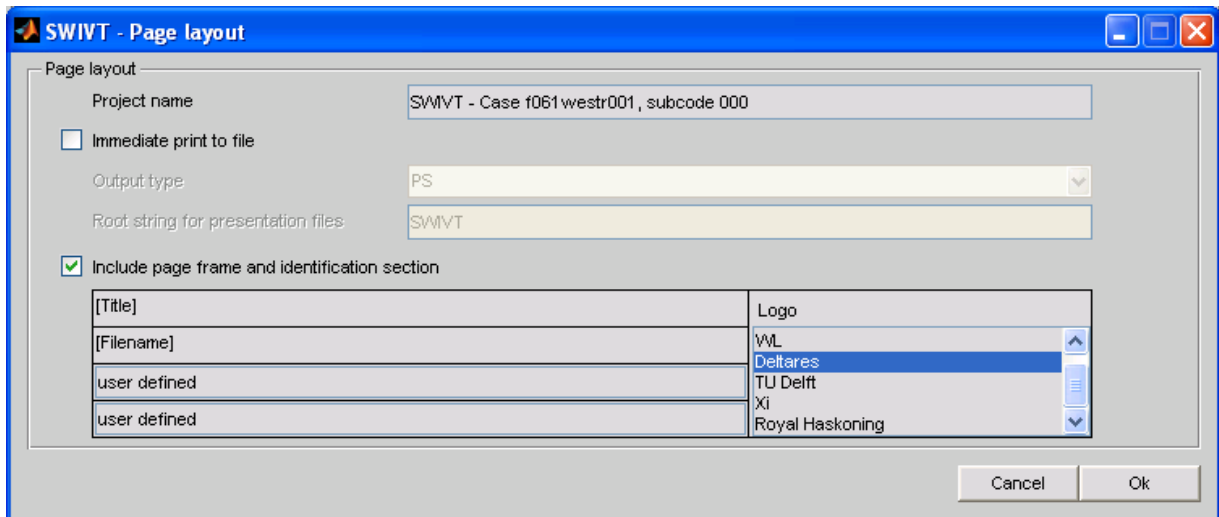 SWIVT - Page layout
Page layout
Project name
SWIVT - Case f061westr001, subcode 000
Immediate print to file
Output type
PS
Root string for presentation files
SWIVT
Include page frame and identification section
[Title]
Logo
[Filename]
WL
Deltares
user defined
TU Delft
Xi
user defined
Royal Haskoning
Cancel
Ok